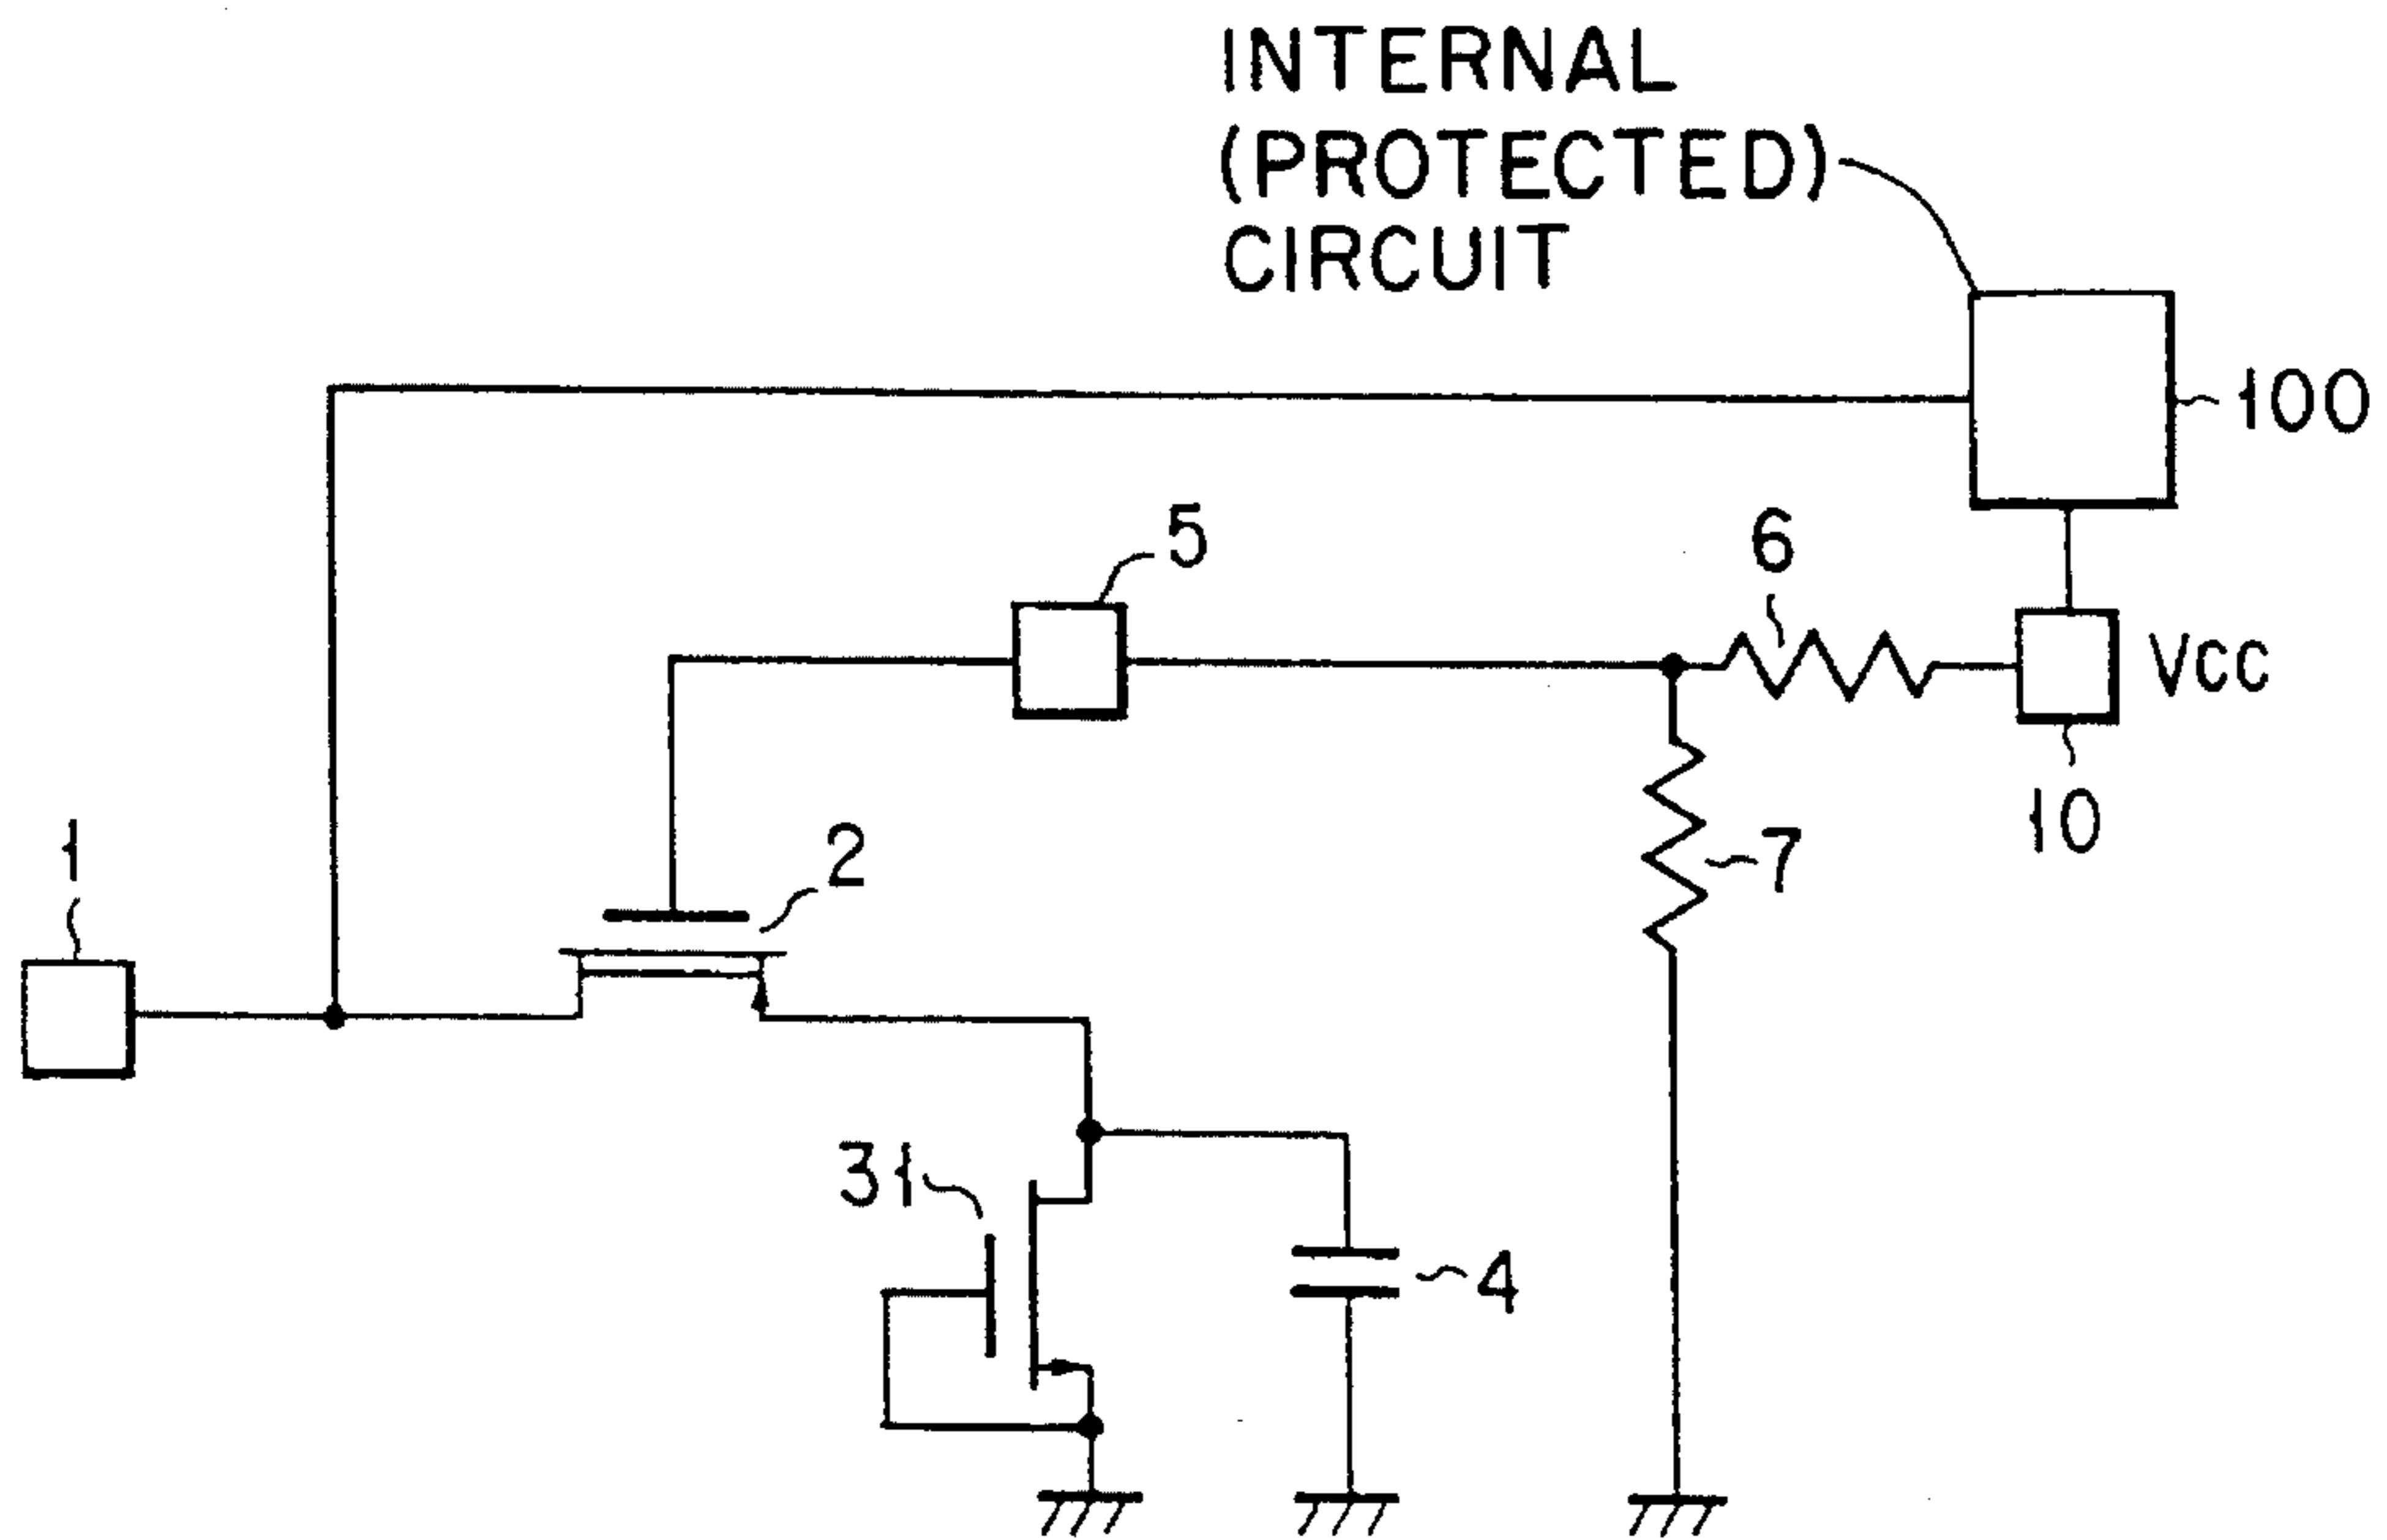 INTERNAL
(PROTECTED)
CIRCUIT
100
5
6
VCC
10
1
2
7
31
4